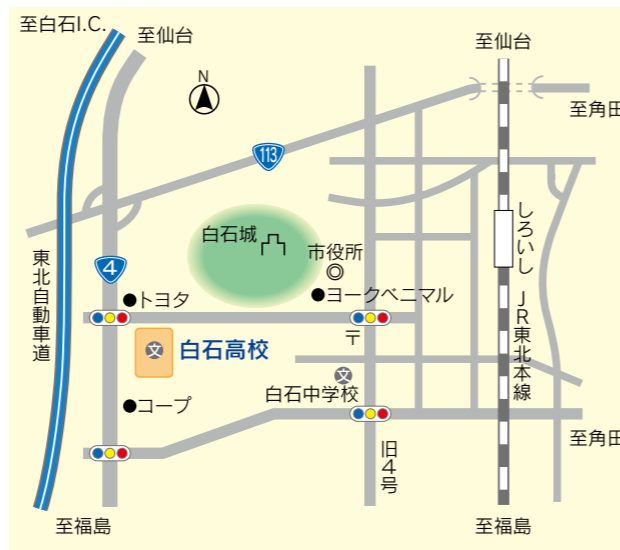 至白石I.C.
至仙台
至仙台
N
至角田
113
白石城
市役所
しろいし
東北自動車道
4
トヨタ
ヨークベニマル
JR東北本線
〒
文
白石高校
文
白石中学校
コープ
至角田
旧4号
至福島
至福島